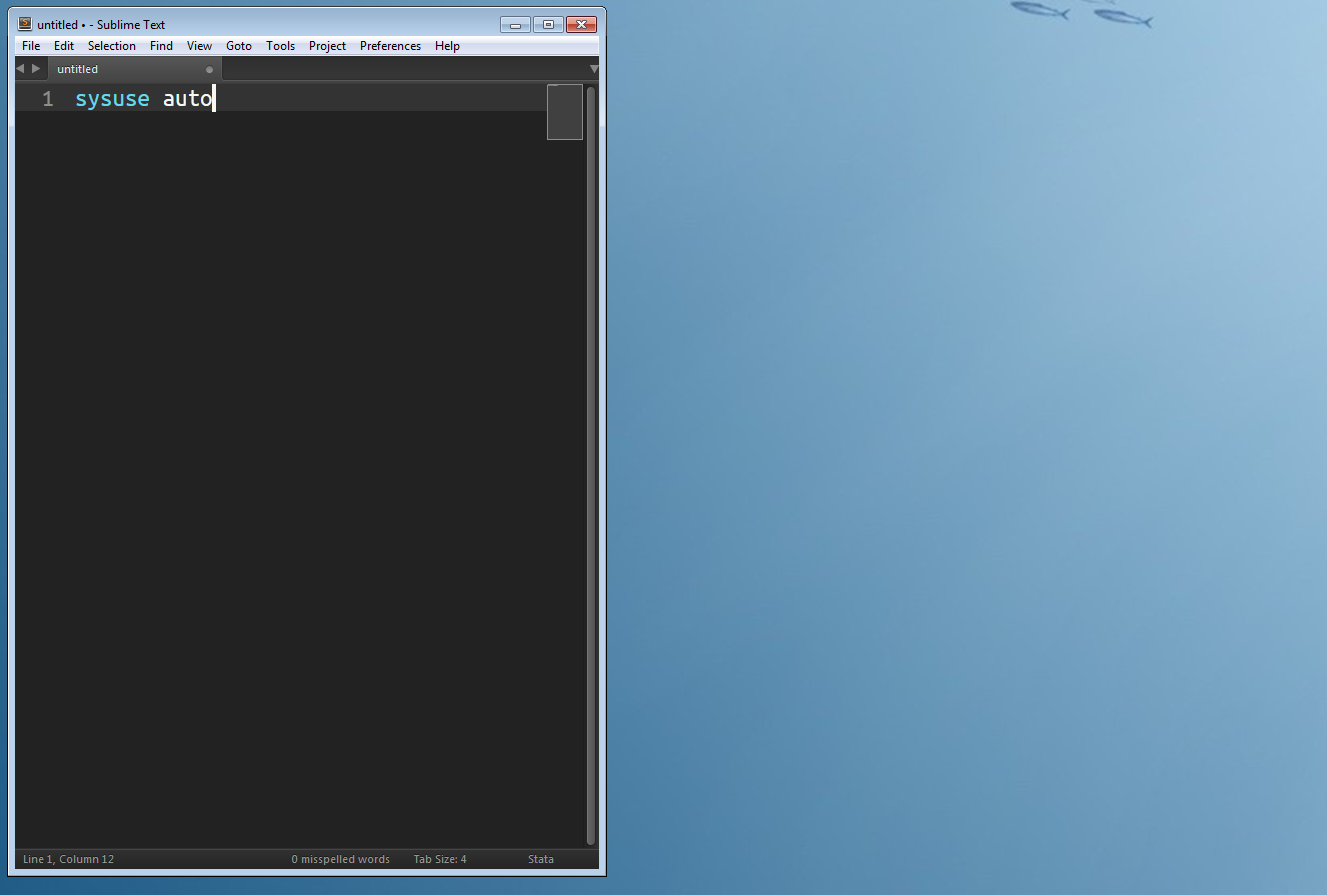 untitled • - Sublime Text
File Edit Selection Find View Goto Tools Project Preferences Help
untitled
1 sysuse auto
Line 1, Column 12 0 misspelled words Tab Size: 4 Stata